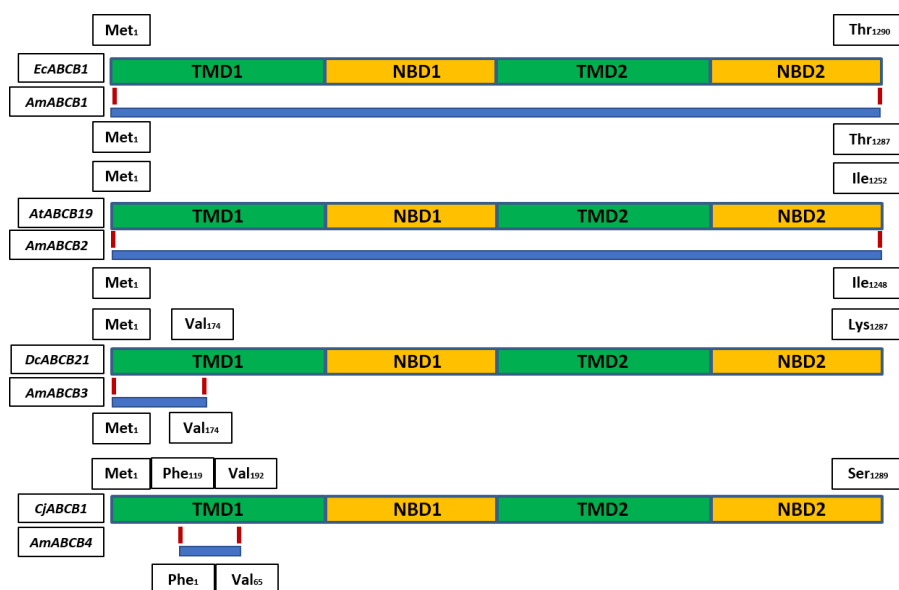 Met1 Thr1290
EcABCB1 TMD1 NBD1 TMD2 NBD2
AmABCB1
Met1 Thr1287
Met1 Ile1252
AtABCB19 TMD1 NBD1 TMD2 NBD2
AmABCB2
Met1 Ile1248
Met1 Val174 Lys1287
DcABCB21 TMD1 NBD1 TMD2 NBD2
AmABCB3
Met1 Val174
Met1 Phe119 Val192 Ser1289
CjABCB1 TMD1 NBD1 TMD2 NBD2
AmABCB4
Phe1 Val65